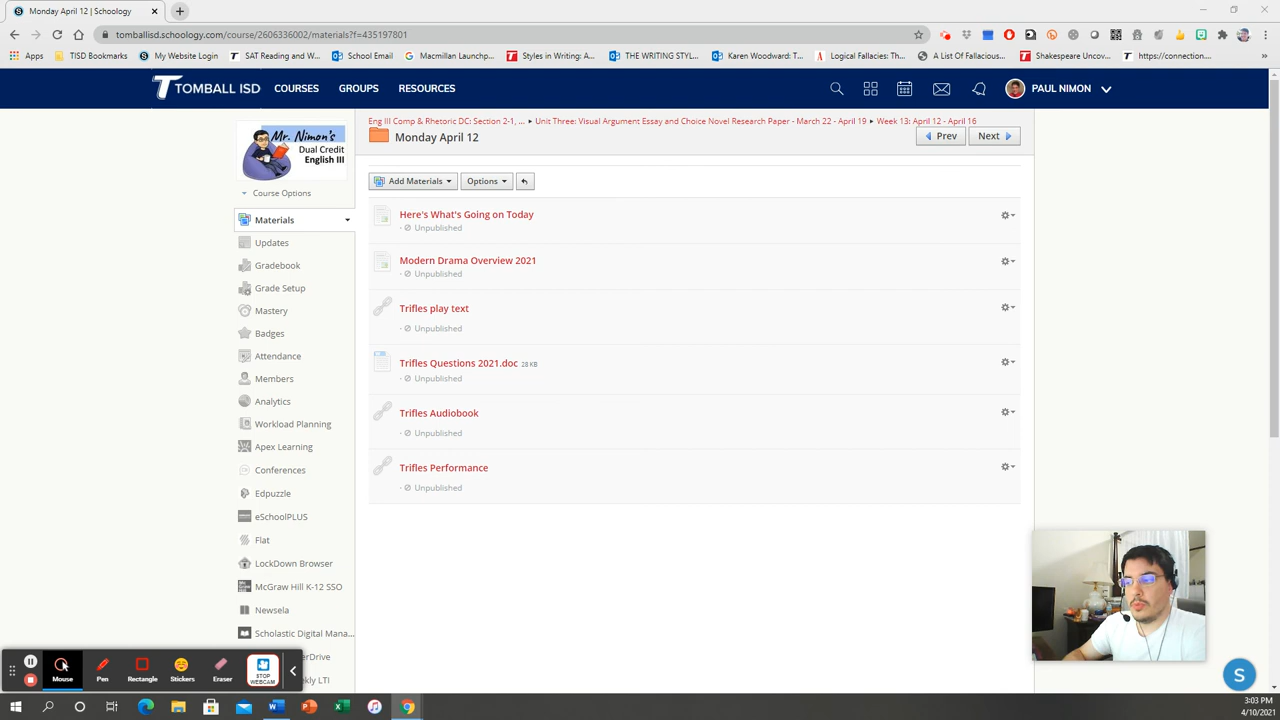 Monday April 12 | Schoology
tomballisd.schoology.com/course/2606336002/materials?f=435197801
Apps
SAT Reading and W...
My Website Login
School Email
Macmillan Launchp...
Styles in Writing: A...
THE WRITING STYL...
Karen Woodward: T...
Logical Fallacies: Th...
A List Of Fallacious...
Shakespeare Uncov...
https://connection....
TOMBALL ISD
COURSES
GROUPS
RESOURCES
PAUL NIMON
Eng III Comp & Rhetoric DC: Section 2-1, ... ▸ Unit Three: Visual Argument Essay and Choice Novel Research Paper - March 22 - April 19 ▸ Week 13: April 12 - April 16
Monday April 12
Prev
Next
Mr. Nimon's
Dual Credit
English III
Course Options
Materials
Updates
Gradebook
Grade Setup
Mastery
Badges
Attendance
Members
Analytics
Workload Planning
Apex Learning
Conferences
Edpuzzle
eSchoolPLUS
Flat
LockDown Browser
McGraw Hill K-12 SSO
Newsela
Scholastic Digital Mana...
Add Materials
Options
Here's What's Going on Today
Unpublished
Modern Drama Overview 2021
Unpublished
Trifles play text
Unpublished
Trifles Questions 2021.doc 28 KB
Unpublished
Trifles Audiobook
Unpublished
Trifles Performance
Unpublished
Mouse
Pen
Rectangle
Stickers
Eraser
STOP
WEBCAM
S
3:03 PM
4/10/2021